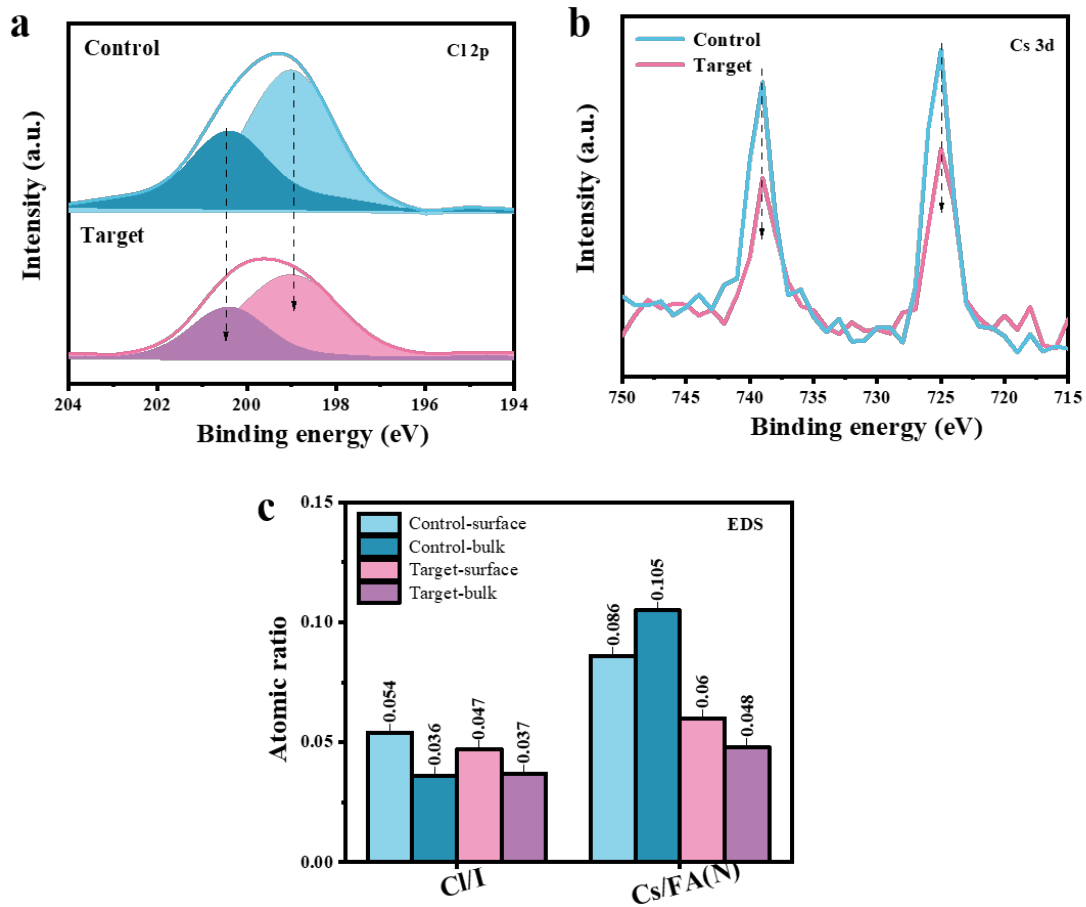 a
Control
Cl 2p
Target
Intensity (a.u.)
204 202 200 198 196 194
Binding energy (eV)
b
Control
Target
Cs 3d
Intensity (a.u.)
750 745 740 735 730 725 720 715
Binding energy (eV)
c
EDS
Control-surface
Control-bulk
Target-surface
Target-bulk
Atomic ratio
0.15
0.10
0.05
0.00
0.054
0.036
0.047
0.037
0.086
0.105
0.06
0.048
Cl/I
Cs/FA(N)